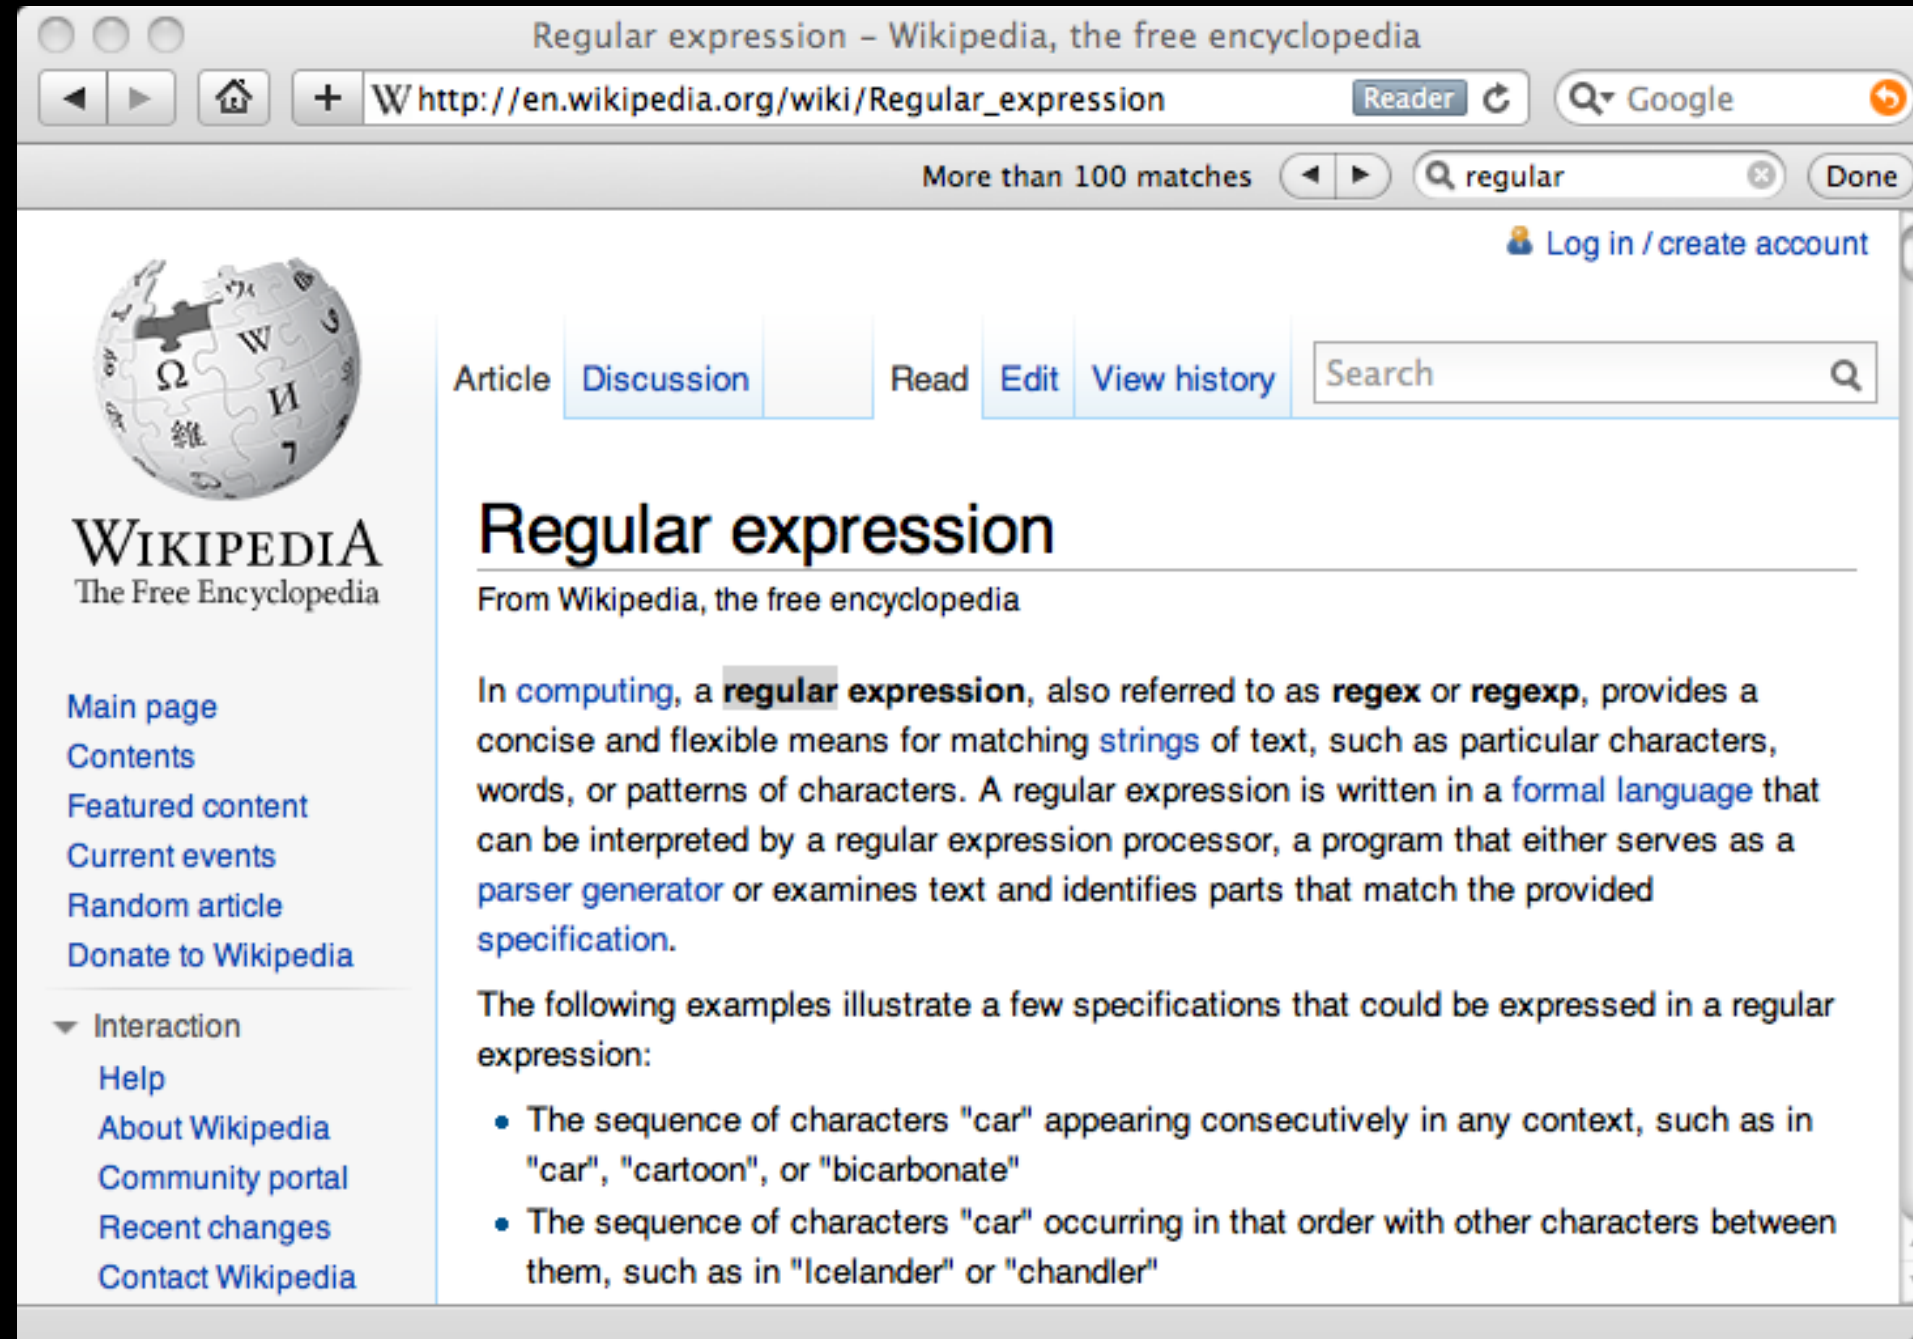 Regular expression – Wikipedia, the free encyclopedia
http://en.wikipedia.org/wiki/Regular_expression Reader Google
More than 100 matches regular Done
Log in / create account
Article Discussion Read Edit View history Search
WIKIPEDIA
The Free Encyclopedia
Main page
Contents
Featured content
Current events
Random article
Donate to Wikipedia
Interaction
Help
About Wikipedia
Community portal
Recent changes
Contact Wikipedia
Regular expression
From Wikipedia, the free encyclopedia
In computing, a regular expression, also referred to as regex or regexp, provides a
concise and flexible means for matching strings of text, such as particular characters,
words, or patterns of characters. A regular expression is written in a formal language that
can be interpreted by a regular expression processor, a program that either serves as a
parser generator or examines text and identifies parts that match the provided
specification.
The following examples illustrate a few specifications that could be expressed in a regular
expression:
• The sequence of characters "car" appearing consecutively in any context, such as in
"car", "cartoon", or "bicarbonate"
• The sequence of characters "car" occurring in that order with other characters between
them, such as in "Icelander" or "chandler"